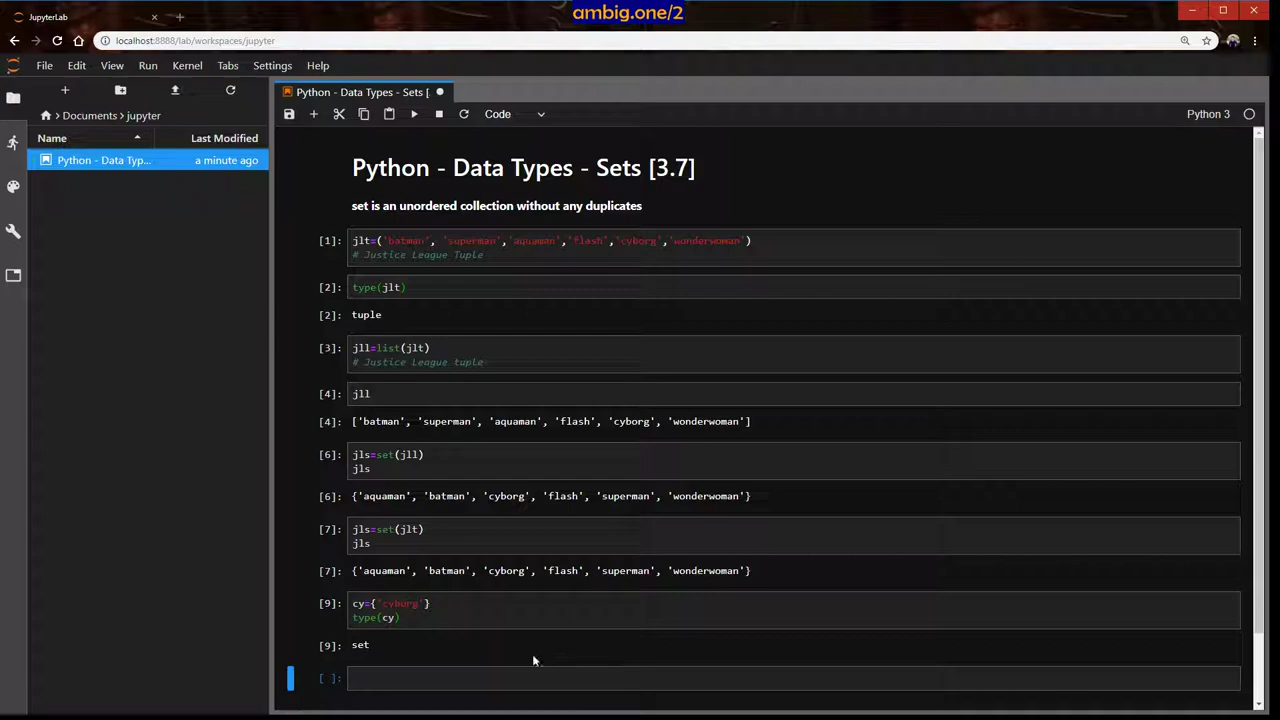 ambig.one/2
JupyterLab
localhost:8888/lab/workspaces/jupyter
File Edit View Run Kernel Tabs Settings Help
Documents jupyter
Name Last Modified
Python - Data Typ... a minute ago
Python - Data Types - Sets [
Code
Python 3
Python - Data Types - Sets [3.7]
set is an unordered collection without any duplicates
[1]: jlt=('batman', 'superman','aquaman','flash','cyborg','wonderwoman')
# Justice League Tuple
[2]: type(jlt)
[2]: tuple
[3]: jll=list(jlt)
# Justice League tuple
[4]: jll
[4]: ['batman', 'superman', 'aquaman', 'flash', 'cyborg', 'wonderwoman']
[6]: jls=set(jll)
jls
[6]: {'aquaman', 'batman', 'cyborg', 'flash', 'superman', 'wonderwoman'}
[7]: jls=set(jlt)
jls
[7]: {'aquaman', 'batman', 'cyborg', 'flash', 'superman', 'wonderwoman'}
[9]: cy={'cyborg'}
type(cy)
[9]: set
[ ]: